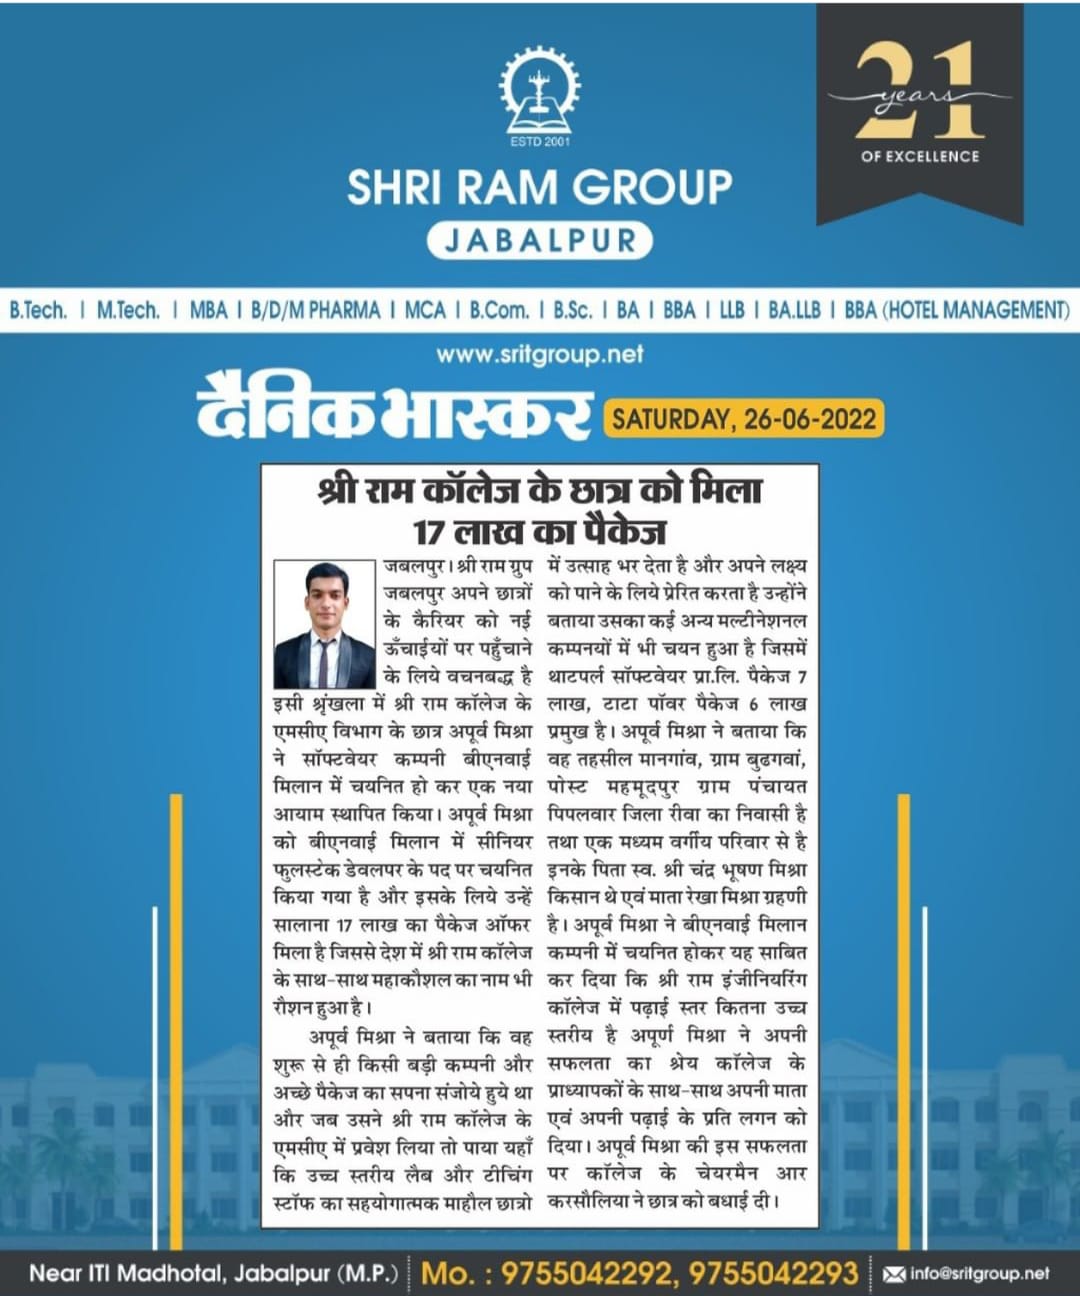 21
years
OF EXCELLENCE
ESTD 2001
SHRI RAM GROUP
JABALPUR
B.Tech. | M.Tech. | MBA | B/D/M PHARMA | MCA | B.Com. | B.Sc. | BA | BBA | LLB | BA.LLB | BBA (HOTEL MANAGEMENT)
www.sritgroup.net
दैनिक भास्कर
SATURDAY, 26-06-2022
श्री राम कॉलेज के छात्र को मिला
17 लाख का पैकेज
जबलपुर। श्री राम ग्रुप
जबलपुर अपने छात्रों
के कैरियर को नई
ऊँचाईयों पर पहुँचाने
के लिये वचनबद्ध है
इसी श्रृंखला में श्री राम कॉलेज के
एमसीए विभाग के छात्र अपूर्व मिश्रा
ने सॉफ्टवेयर कम्पनी बीएनवाई
मिलान में चयनित हो कर एक नया
आयाम स्थापित किया। अपूर्व मिश्रा
को बीएनवाई मिलान में सीनियर
फुलस्टेक डेवलपर के पद पर चयनित
किया गया है और इसके लिये उन्हें
सालाना 17 लाख का पैकेज ऑफर
मिला है जिससे देश में श्री राम कॉलेज
के साथ-साथ महाकौशल का नाम भी
रौशन हुआ है।
अपूर्व मिश्रा ने बताया कि वह
शुरू से ही किसी बड़ी कम्पनी और
अच्छे पैकेज का सपना संजोये हुये था
और जब उसने श्री राम कॉलेज के
एमसीए में प्रवेश लिया तो पाया यहाँ
कि उच्च स्तरीय लैब और टीचिंग
स्टॉफ का सहयोगात्मक माहौल छात्रो
में उत्साह भर देता है और अपने लक्ष्य
को पाने के लिये प्रेरित करता है उन्होंने
बताया उसका कई अन्य मल्टीनेशनल
कम्पनयों में भी चयन हुआ है जिसमें
थाटपर्ल सॉफ्टवेयर प्रा.लि. पैकेज 7
लाख, टाटा पॉवर पैकेज 6 लाख
प्रमुख है। अपूर्व मिश्रा ने बताया कि
वह तहसील मानगांव, ग्राम बुढगवां,
पोस्ट महमूदपुर ग्राम पंचायत
पिपलवार जिला रीवा का निवासी है
तथा एक मध्यम वर्गीय परिवार से है
इनके पिता स्व. श्री चंद्र भूषण मिश्रा
किसान थे एवं माता रेखा मिश्रा ग्रहणी
है। अपूर्व मिश्रा ने बीएनवाई मिलान
कम्पनी में चयनित होकर यह साबित
कर दिया कि श्री राम इंजीनियरिंग
कॉलेज में पढ़ाई स्तर कितना उच्च
स्तरीय है अपूर्ण मिश्रा ने अपनी
सफलता का श्रेय कॉलेज के
प्राध्यापकों के साथ-साथ अपनी माता
एवं अपनी पढ़ाई के प्रति लगन को
दिया। अपूर्व मिश्रा की इस सफलता
पर कॉलेज के चेयरमैन आर
करसौलिया ने छात्र को बधाई दी।
Near ITI Madhotal, Jabalpur (M.P.)
Mo. : 9755042292, 9755042293
info@sritgroup.net